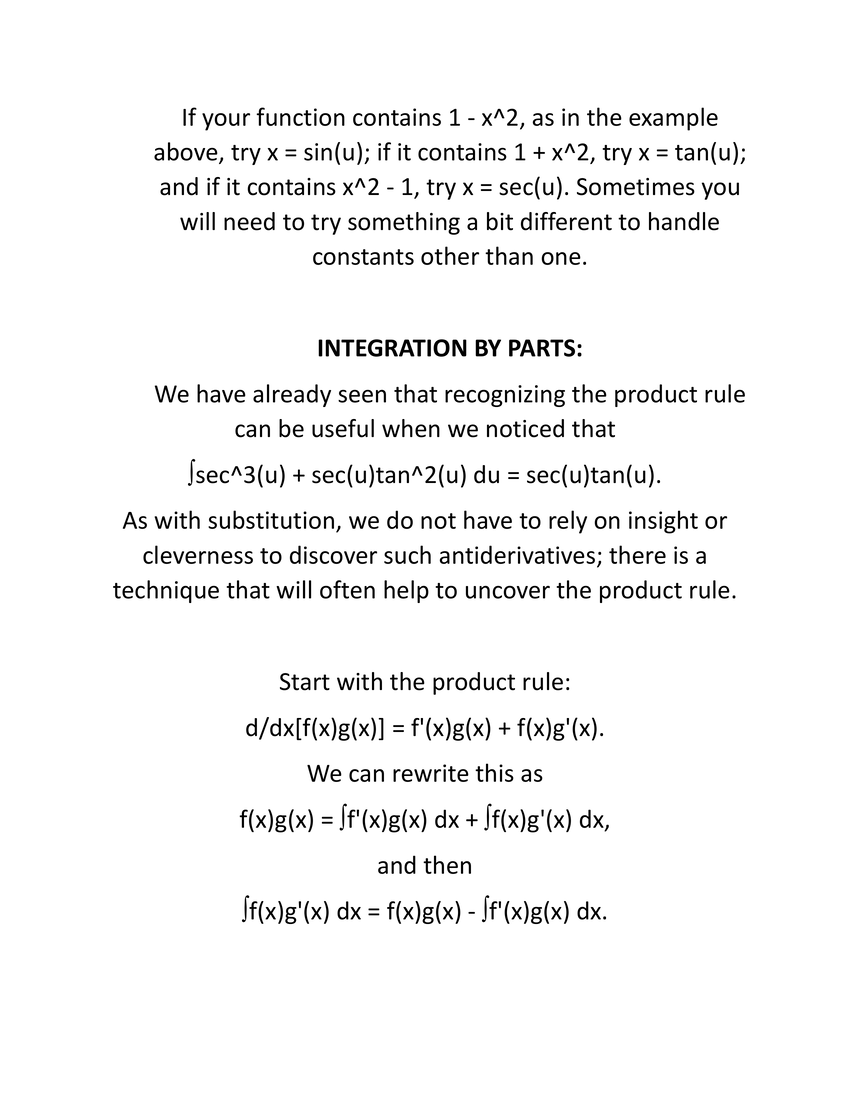 If your function contains 1 - x^2, as in the example
above, try x = sin(u); if it contains 1 + x^2, try x = tan(u);
and if it contains x^2 - 1, try x = sec(u). Sometimes you
will need to try something a bit different to handle
constants other than one.
INTEGRATION BY PARTS:
We have already seen that recognizing the product rule
can be useful when we noticed that
∫sec^3(u) + sec(u)tan^2(u) du = sec(u)tan(u).
As with substitution, we do not have to rely on insight or
cleverness to discover such antiderivatives; there is a
technique that will often help to uncover the product rule.
Start with the product rule:
d/dx[f(x)g(x)] = f'(x)g(x) + f(x)g'(x).
We can rewrite this as
f(x)g(x) = ∫f'(x)g(x) dx + ∫f(x)g'(x) dx,
and then
∫f(x)g'(x) dx = f(x)g(x) - ∫f'(x)g(x) dx.